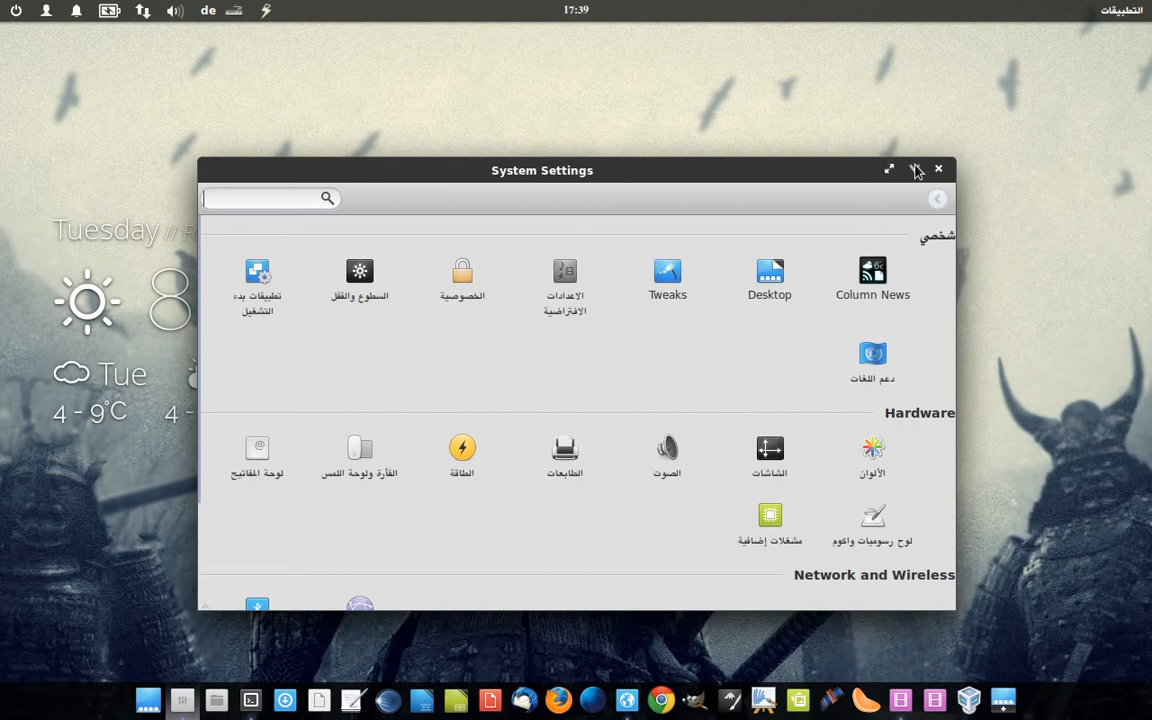 de
17:39
التطبيقات
System Settings
Tuesday //
8
Tue
4 - 9°C
4 -
شخصي
Column News
Desktop
Tweaks
الاعدادات
الافتراضية
الخصوصية
السطوع والقفل
تطبيقات بدء
التشغيل
دعم اللغات
Hardware
الألوان
الشاشات
الصوت
الطابعات
الطاقة
الفأرة ولوحة اللمس
لوحة المفاتيح
لوح رسوميات واكوم
مشغلات إضافية
Network and Wireless